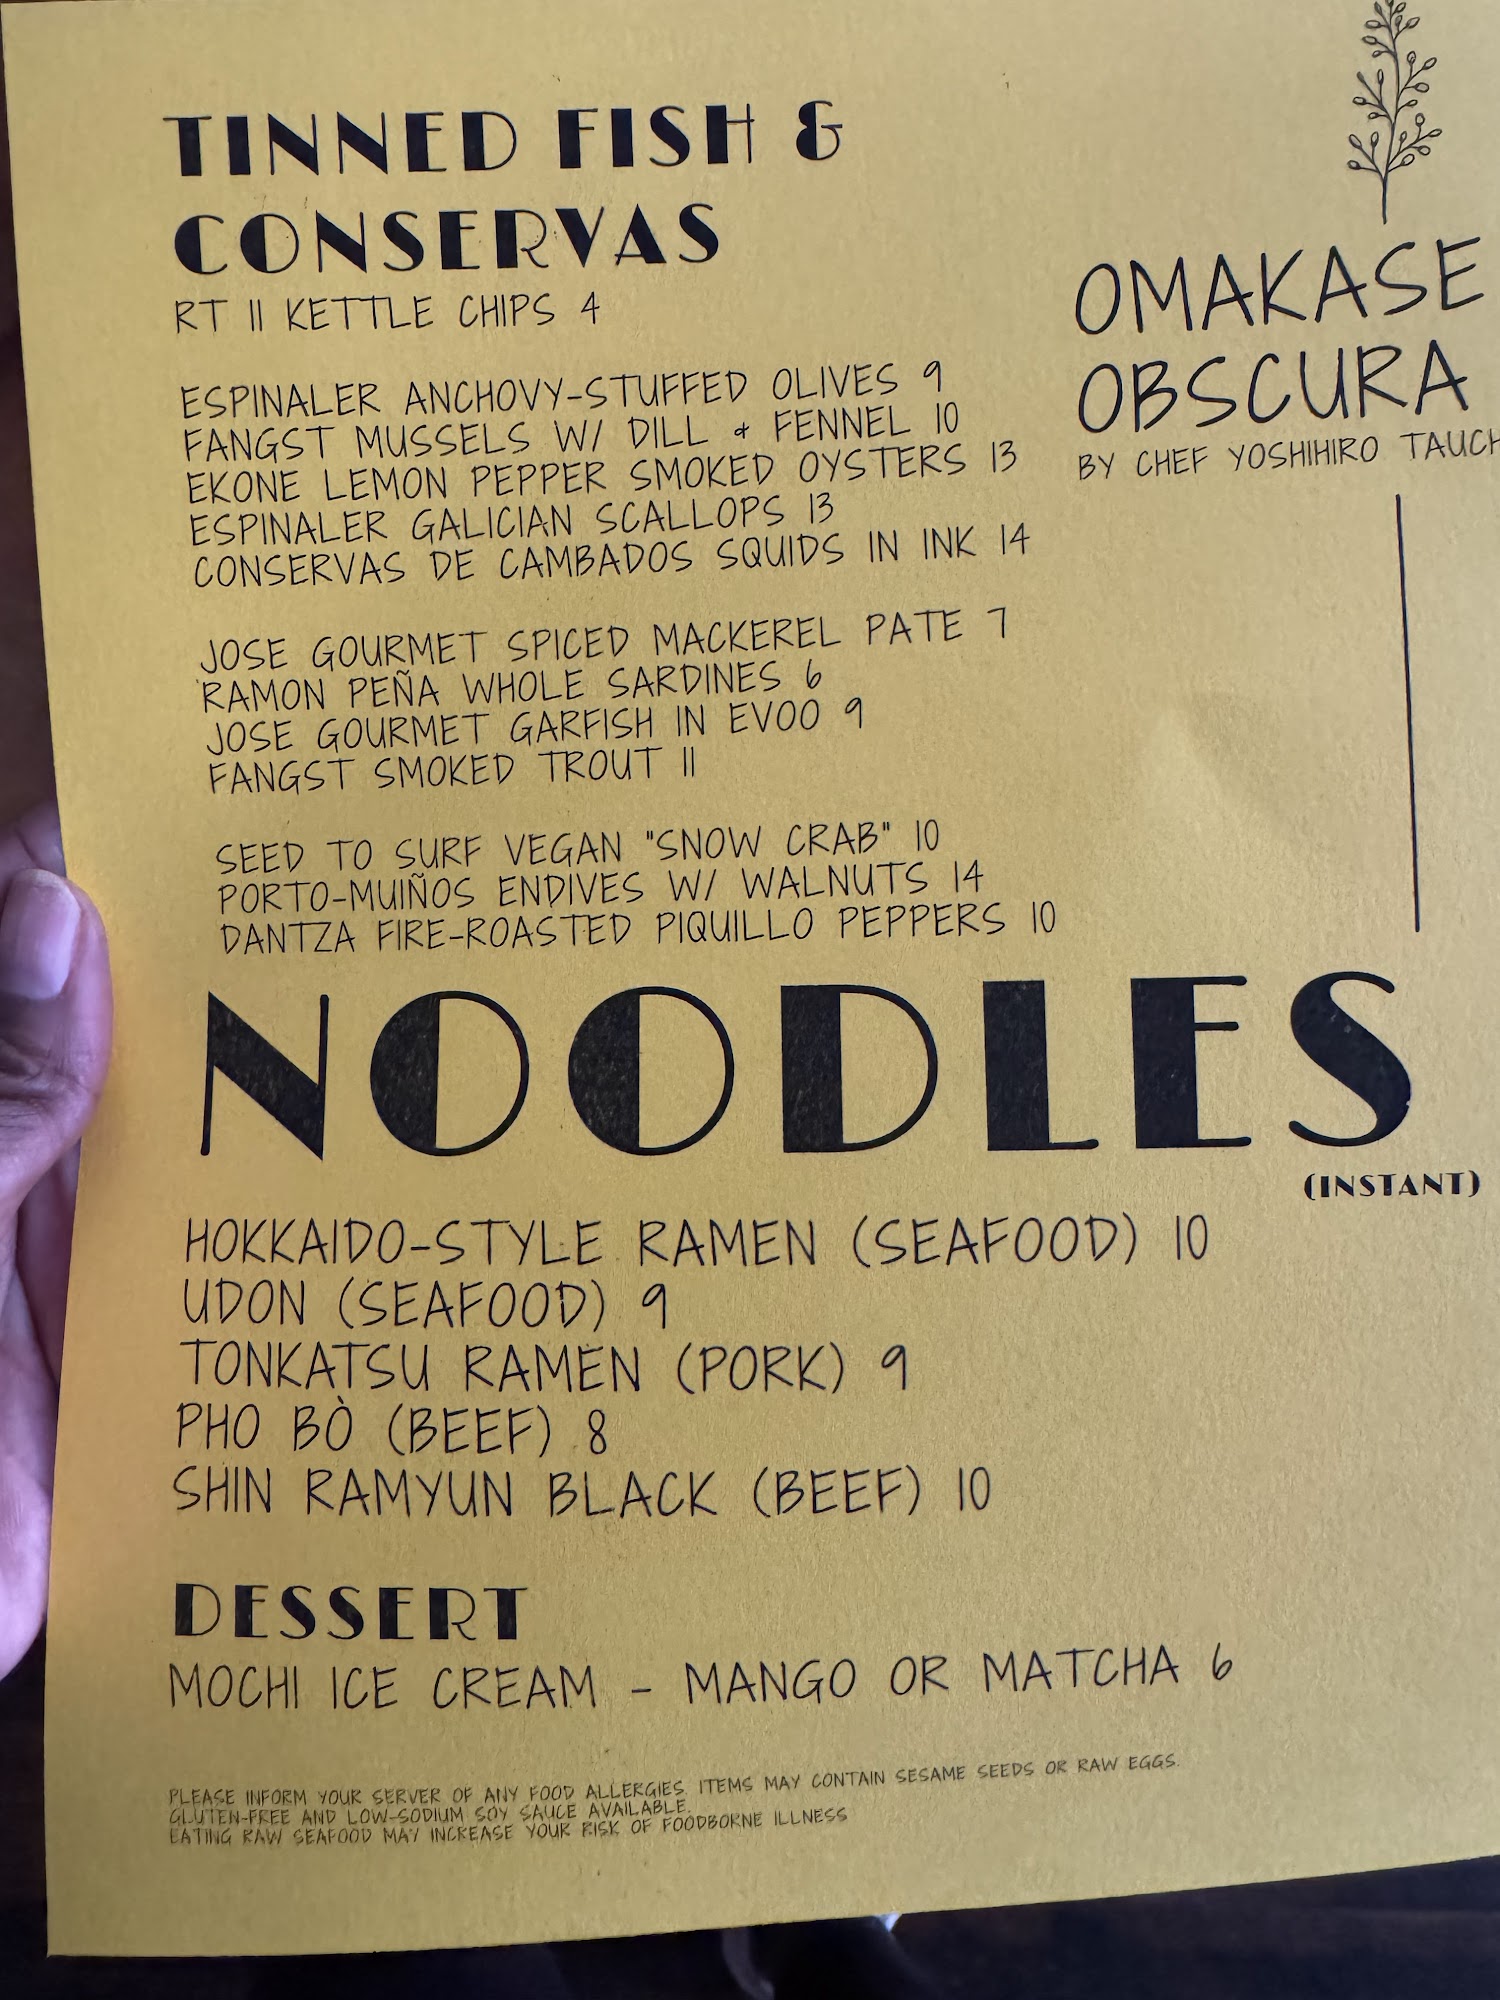 TINNED FISH &
CONSERVAS
RT 11 KETTLE CHIPS 4
ESPINALER ANCHOVY-STUFFED OLIVES 9
FANGST MUSSELS W/ DILL & FENNEL 10
EKONE LEMON PEPPER SMOKED OYSTERS 13
ESPINALER GALICIAN SCALLOPS 13
CONSERVAS DE CAMBADOS SQUIDS IN INK 14
JOSE GOURMET SPICED MACKEREL PATE 7
RAMON PEÑA WHOLE SARDINES 6
JOSE GOURMET GARFISH IN EVOO 9
FANGST SMOKED TROUT 11
SEED TO SURF VEGAN "SNOW CRAB" 10
PORTO-MUIÑOS ENDIVES W/ WALNUTS 14
DANTZA FIRE-ROASTED PIQUILLO PEPPERS 10
OMAKASE
OBSCURA
BY CHEF YOSHIHIRO
NOODLES
(INSTANT)
HOKKAIDO-STYLE RAMEN (SEAFOOD) 10
UDON (SEAFOOD) 9
TONKATSU RAMEN (PORK) 9
PHO BÒ (BEEF) 8
SHIN RAMYUN BLACK (BEEF) 10
DESSERT
MOCHI ICE CREAM - MANGO OR MATCHA 6
PLEASE INFORM YOUR SERVER OF ANY FOOD ALLERGIES. ITEMS MAY CONTAIN SESAME SEEDS OR RAW EGGS.
GLUTEN-FREE AND LOW-SODIUM SOY SAUCE AVAILABLE.
EATING RAW SEAFOOD MAY INCREASE YOUR RISK OF FOODBORNE ILLNESS